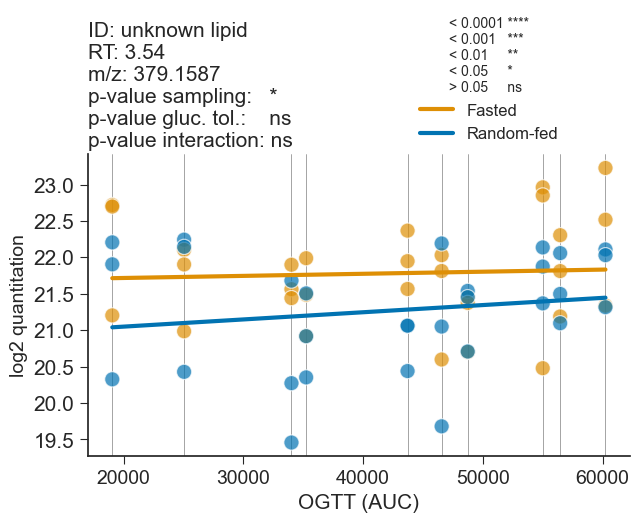 ID: unknown lipid
RT: 3.54
m/z: 379.1587
p-value sampling: *
p-value gluc. tol.: ns
p-value interaction: ns
< 0.0001 ****
< 0.001 ***
< 0.01 **
< 0.05 *
> 0.05 ns
Fasted
Random-fed
log2 quantitation
23.0
22.5
22.0
21.5
21.0
20.5
20.0
19.5
20000 30000 40000 50000 60000
OGTT (AUC)